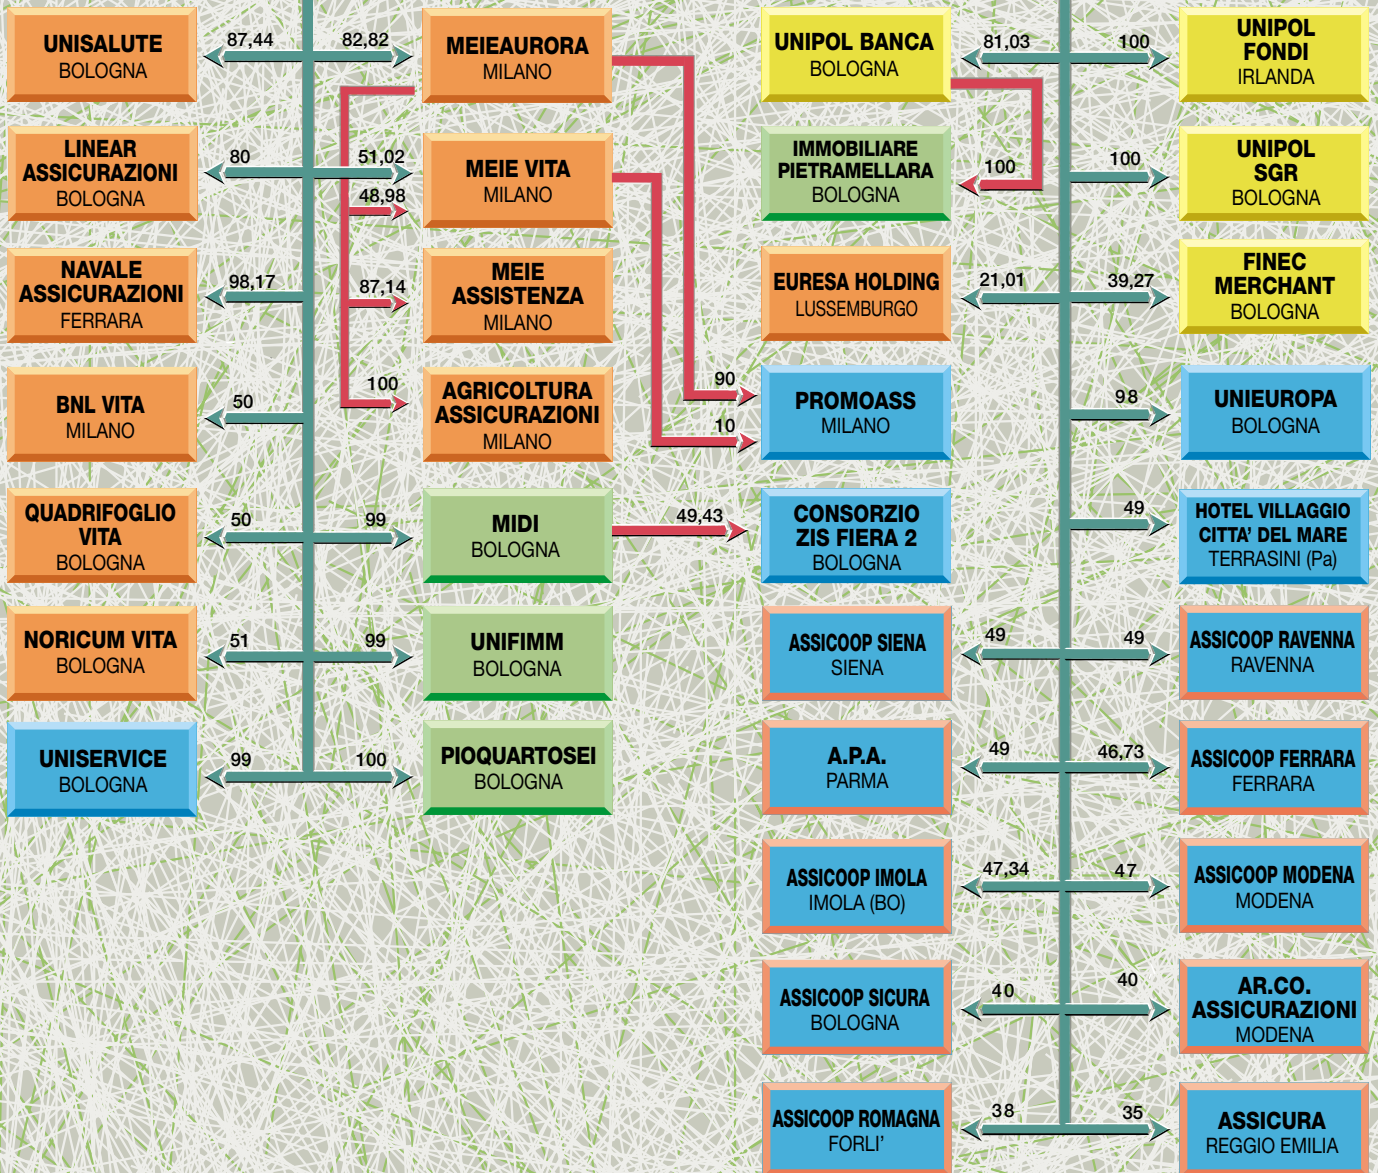 UNISALUTE
BOLOGNA
87,44
82,82
MEIEAURORA
MILANO
UNIPOL BANCA
BOLOGNA
81,03
100
UNIPOL
FONDI
IRLANDA
LINEAR
ASSICURAZIONI
BOLOGNA
80
51,02
48,98
MEIE VITA
MILANO
IMMOBILIARE
PIETRAMELLARA
BOLOGNA
100
100
UNIPOL
SGR
BOLOGNA
NAVALE
ASSICURAZIONI
FERRARA
98,17
87,14
MEIE
ASSISTENZA
MILANO
EURESA HOLDING
LUSSEMBURGO
21,01
39,27
FINEC
MERCHANT
BOLOGNA
BNL VITA
MILANO
50
100
AGRICOLTURA
ASSICURAZIONI
MILANO
90
10
PROMOASS
MILANO
98
UNIEUROPA
BOLOGNA
QUADRIFOGLIO
VITA
BOLOGNA
50
99
MIDI
BOLOGNA
49,43
CONSORZIO
ZIS FIERA 2
BOLOGNA
49
HOTEL VILLAGGIO
CITTA' DEL MARE
TERRASINI (Pa)
NORICUM VITA
BOLOGNA
51
99
UNIFIMM
BOLOGNA
ASSICOOP SIENA
SIENA
49
49
ASSICOOP RAVENNA
RAVENNA
UNISERVICE
BOLOGNA
99
100
PIOQUARTOSEI
BOLOGNA
A.P.A.
PARMA
49
46,73
ASSICOOP FERRARA
FERRARA
ASSICOOP IMOLA
IMOLA (BO)
47,34
47
ASSICOOP MODENA
MODENA
ASSICOOP SICURA
BOLOGNA
40
40
AR.CO.
ASSICURAZIONI
MODENA
ASSICOOP ROMAGNA
FORLI'
38
35
ASSICURA
REGGIO EMILIA